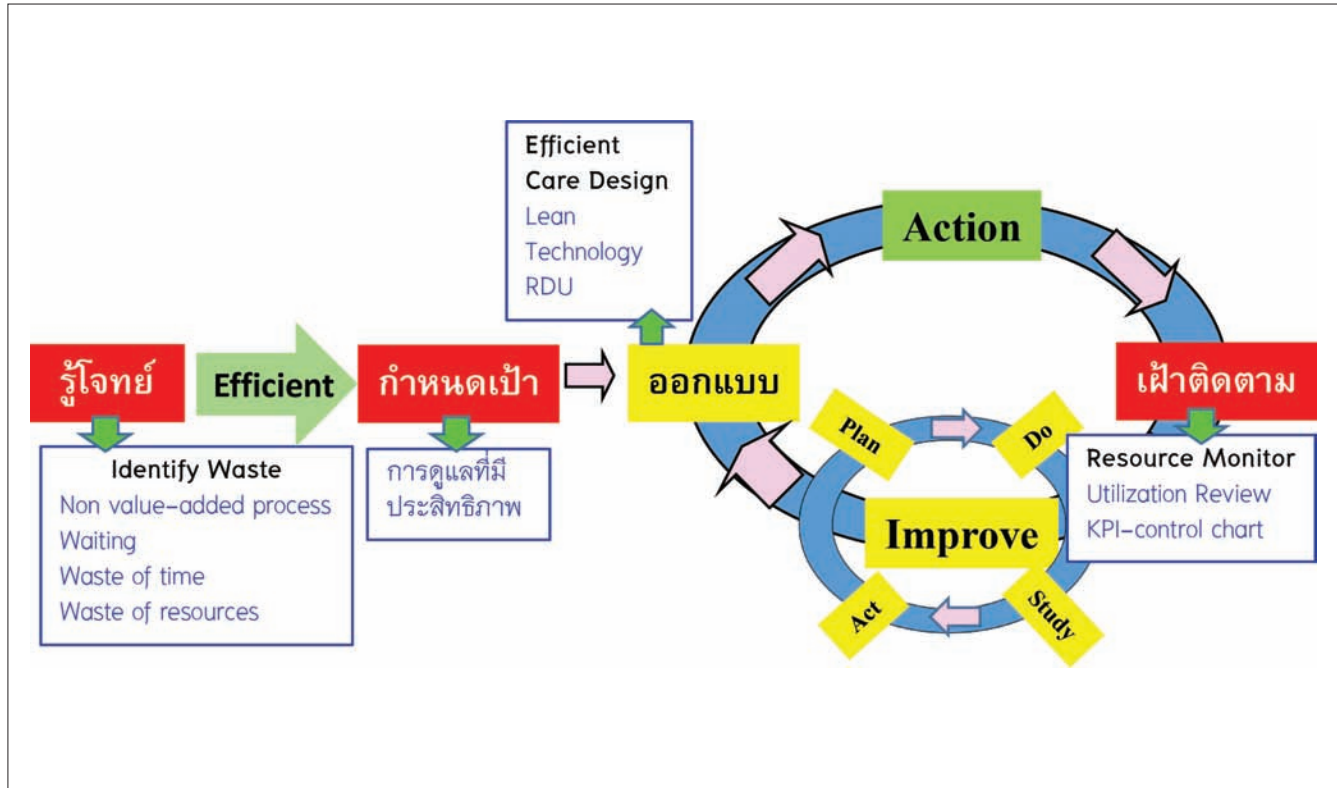 Efficient
Care Design
Lean
Technology
RDU
Action
รู้โจทย์
Efficient
กำหนดเป้า
ออกแบบ
เฝ้าติดตาม
Identify Waste
Non value-added process
Waiting
Waste of time
Waste of resources
การดูแลที่มี
ประสิทธิภาพ
Plan
Do
Improve
Act
Study
Resource Monitor
Utilization Review
KPI-control chart